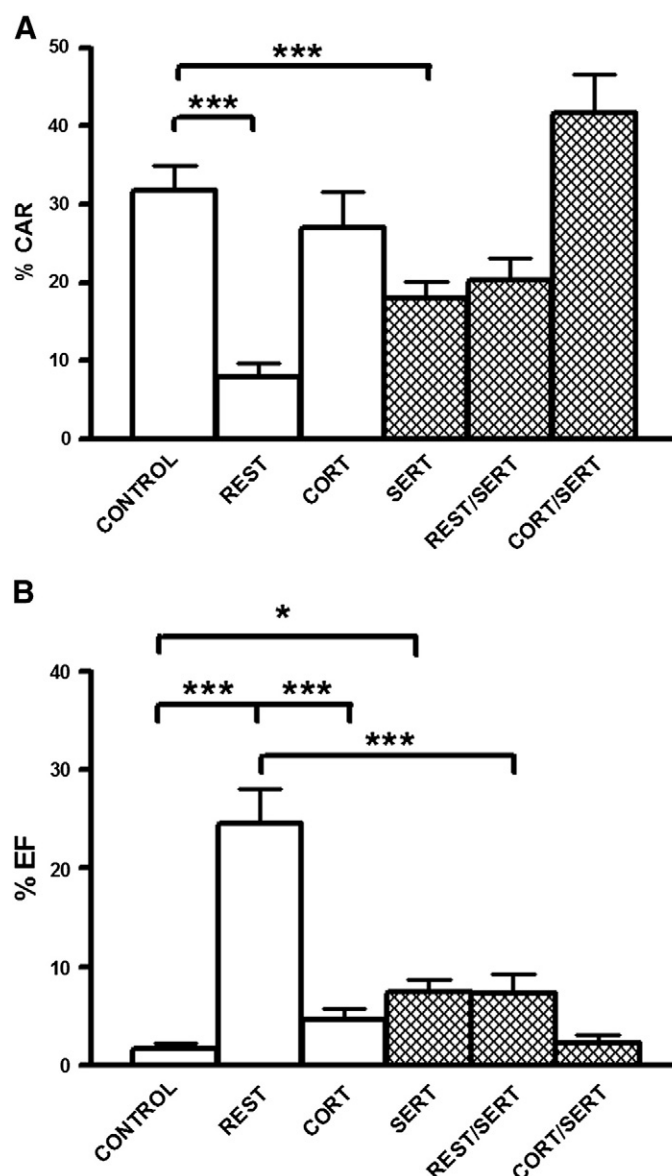 A
50
***
40
***
30
% CAR
20
10
0
CONTROL
REST
CORT
SERT
REST/SERT
CORT/SERT
B
*
40
***
***
***
30
% EF
20
10
0
CONTROL
REST
CORT
SERT
REST/SERT
CORT/SERT